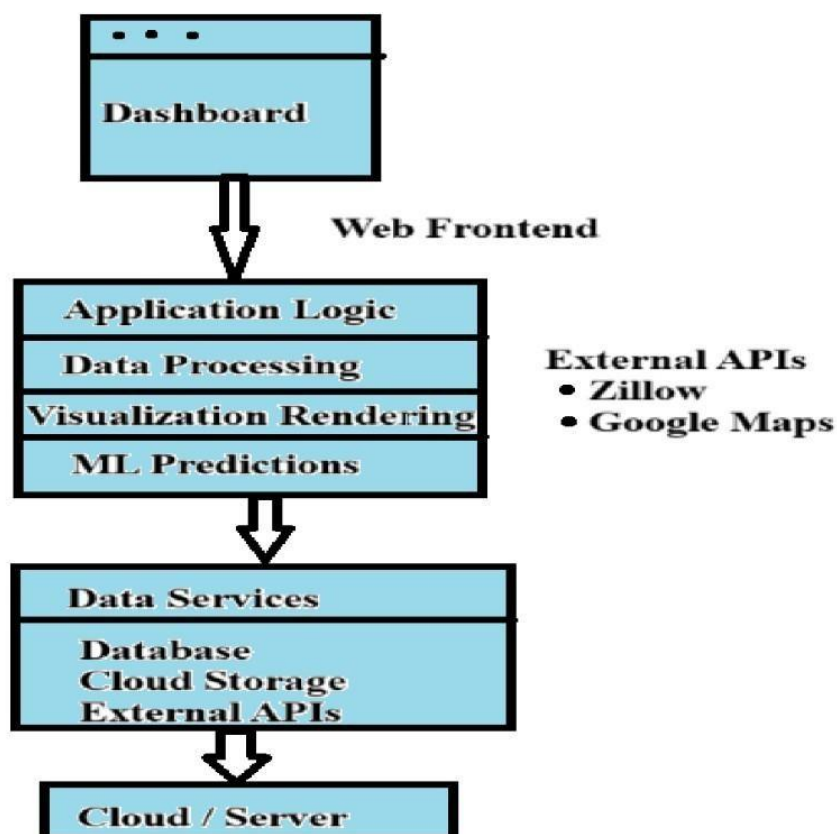 Dashboard
Web Frontend
Application Logic
Data Processing
Visualization Rendering
ML Predictions
External APIs
• Zillow
• Google Maps
Data Services
Database
Cloud Storage
External APIs
Cloud / Server